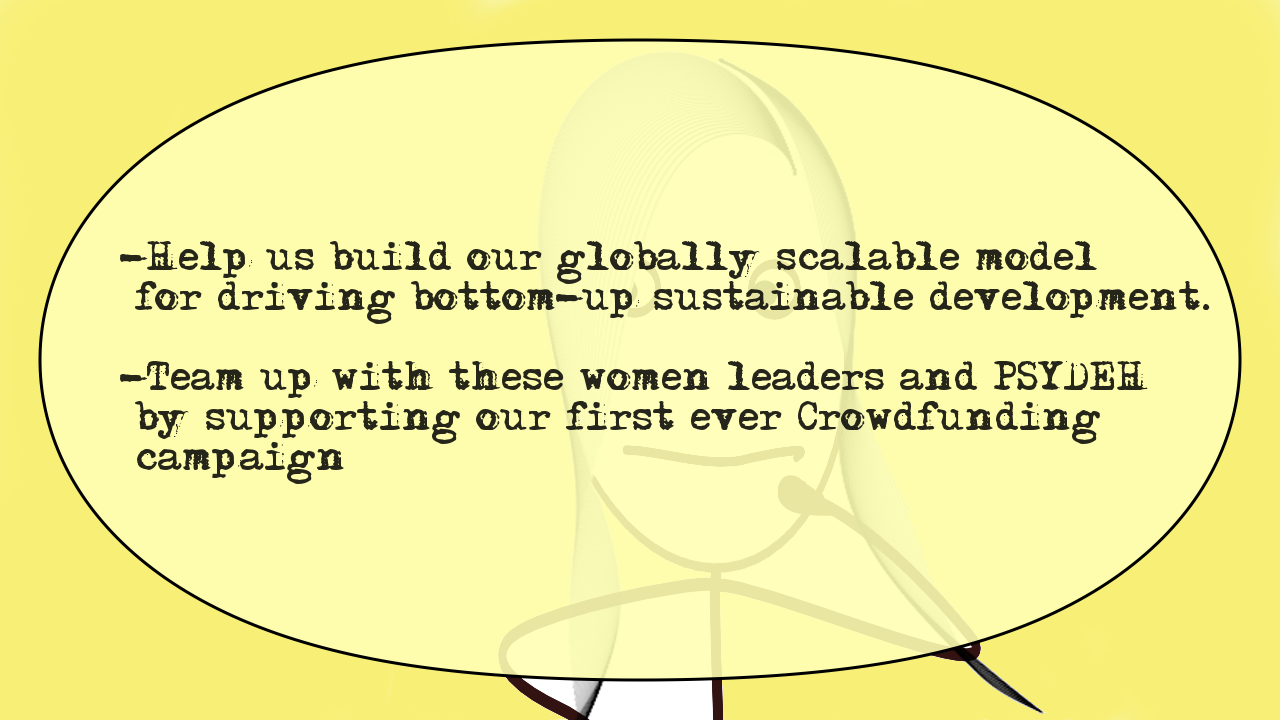 -Help us build our globally scalable model
for driving bottom-up sustainable development.
-Team up with these women leaders and PSYDEH
by supporting our first ever Crowdfunding
campaign